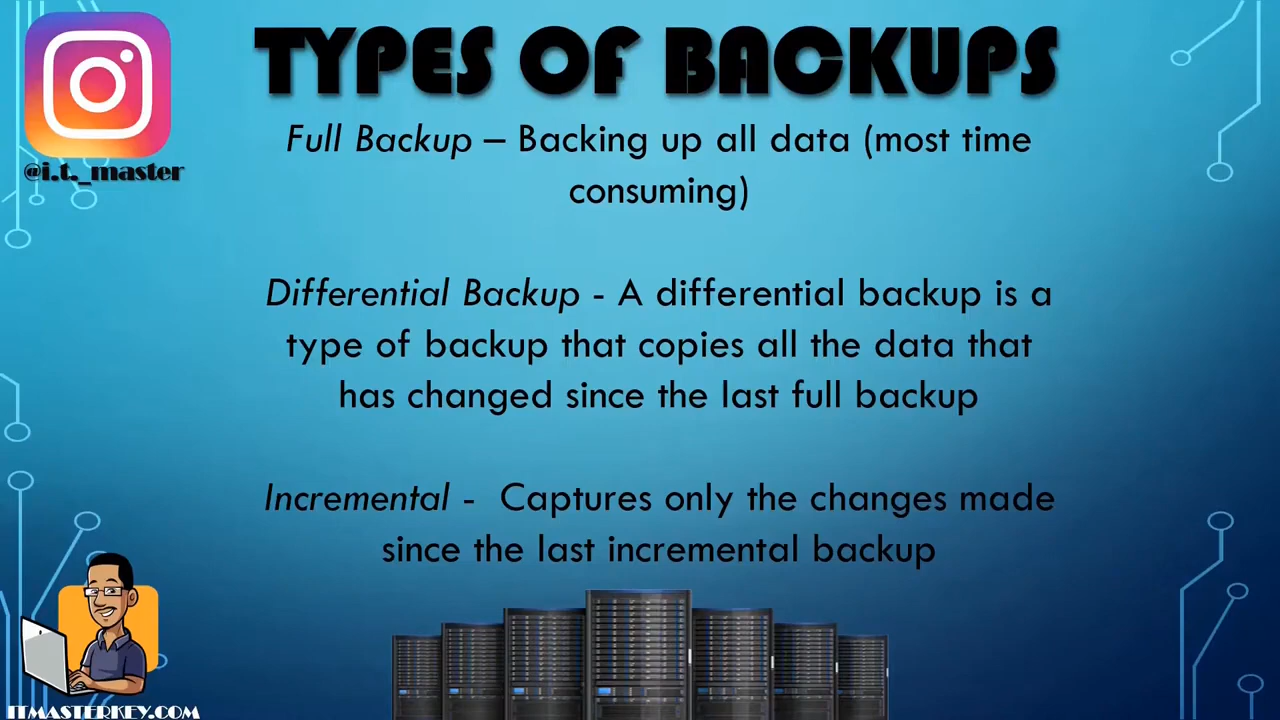 TYPES OF BACKUPS
@i.t._master
Full Backup – Backing up all data (most time
consuming)
Differential Backup - A differential backup is a
type of backup that copies all the data that
has changed since the last full backup
Incremental -  Captures only the changes made
since the last incremental backup
ITMASTERKEY.COM